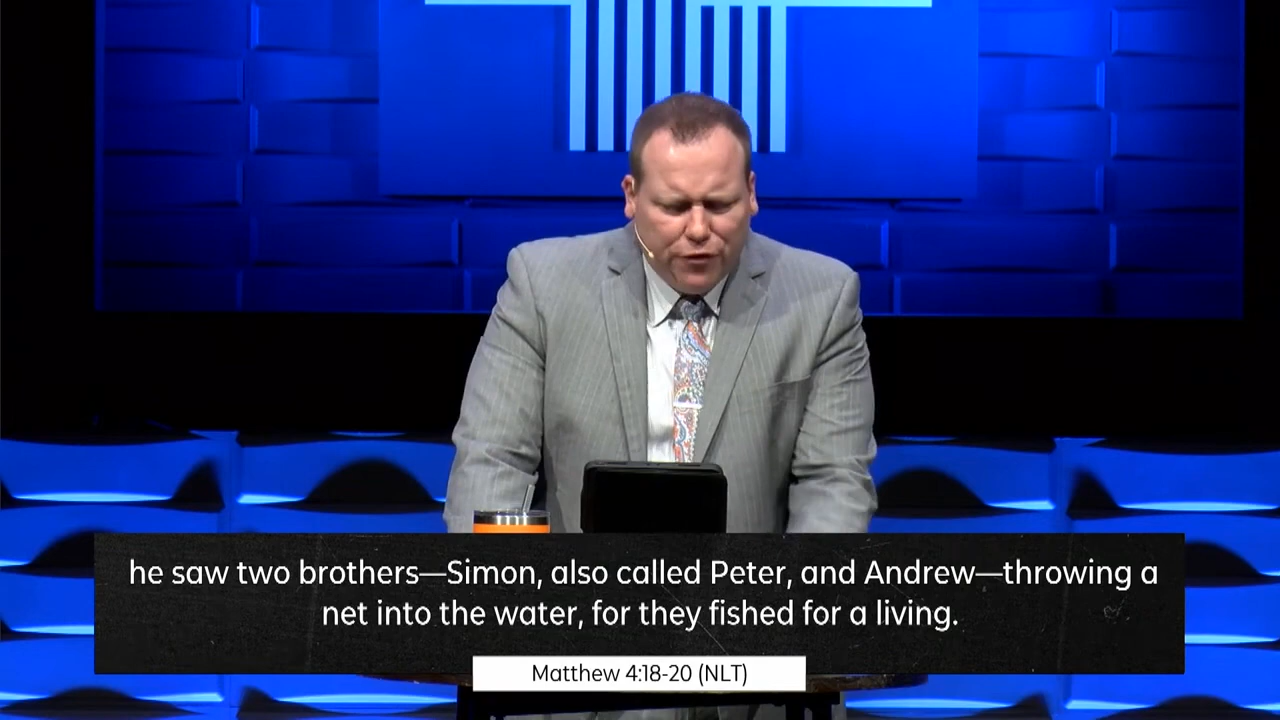 he saw two brothers—Simon, also called Peter, and Andrew—throwing a
net into the water, for they fished for a living.
Matthew 4:18-20 (NLT)